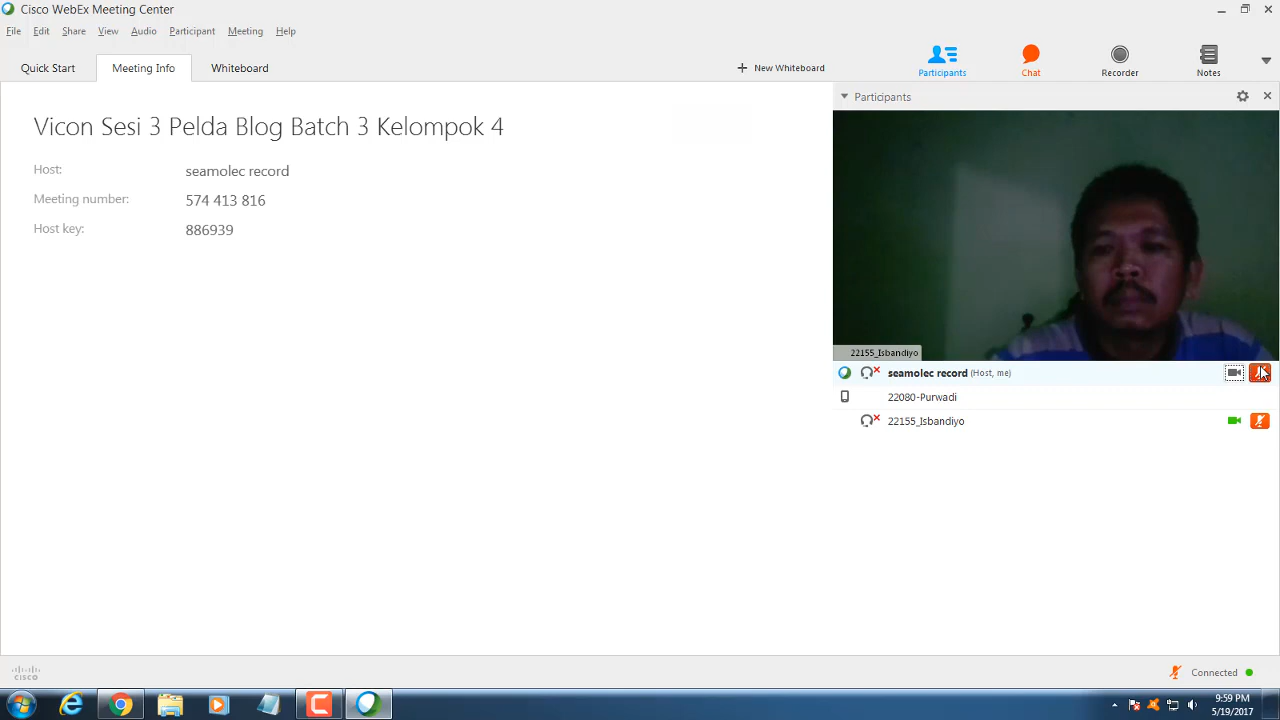 Cisco WebEx Meeting Center
File Edit Share View Audio Participant Meeting Help
Quick Start Meeting Info Whiteboard
New Whiteboard
Participants Chat Recorder Notes
Participants
Vicon Sesi 3 Pelda Blog Batch 3 Kelompok 4
Host: seamolec record
Meeting number: 574 413 816
Host key: 886939
22155_Isbandiyo
seamolec record (Host, me)
22080-Purwadi
22155_Isbandiyo
cisco
Connected
9:59 PM
5/19/2017